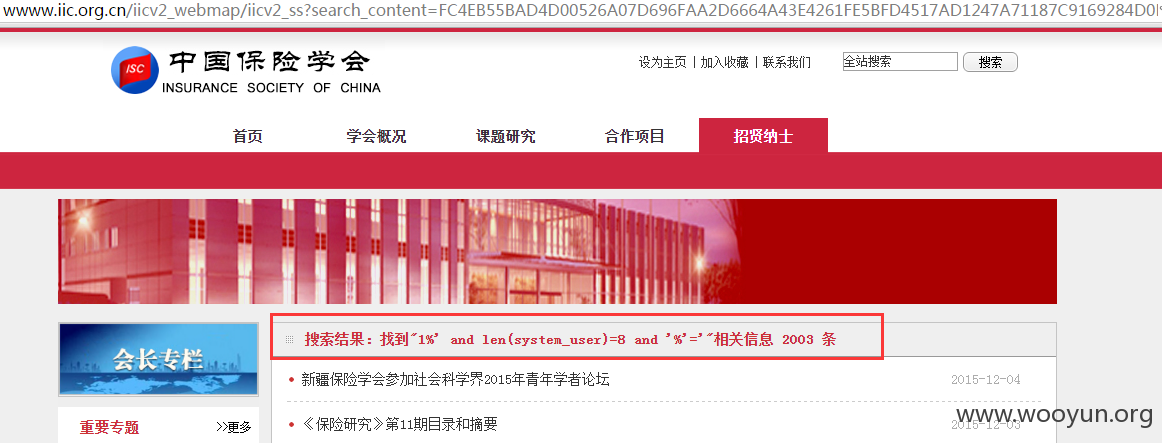 www.iic.org.cn/iicv2_webmap/iicv2_ss?search_content=FC4EB55BAD4D00526A07D696FAA2D6664A43E4261FE5BFD4517AD1247A71187C9169284D0
ISC 中国保险学会
INSURANCE SOCIETY OF CHINA
设为主页 | 加入收藏 | 联系我们
全站搜索 搜索
首页 学会概况 课题研究 合作项目 招贤纳士
会长专栏
搜索结果：找到"1%' and len(system_user)=8 and '%'='"相关信息 2003 条
新疆保险学会参加社会科学界2015年青年学者论坛 2015-12-04
重要专题 >>更多
《保险研究》第11期目录和摘要 2015-12-03
www.wooyun.org